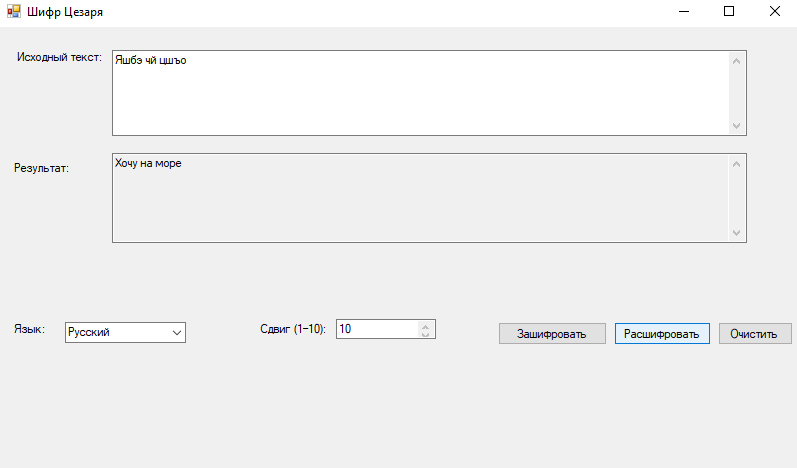 Шифр Цезаря
Исходный текст:
Яшбэ чй цшъо
Результат:
Хочу на море
Язык:
Русский
Сдвиг (1–10):
10
Зашифровать
Расшифровать
Очистить